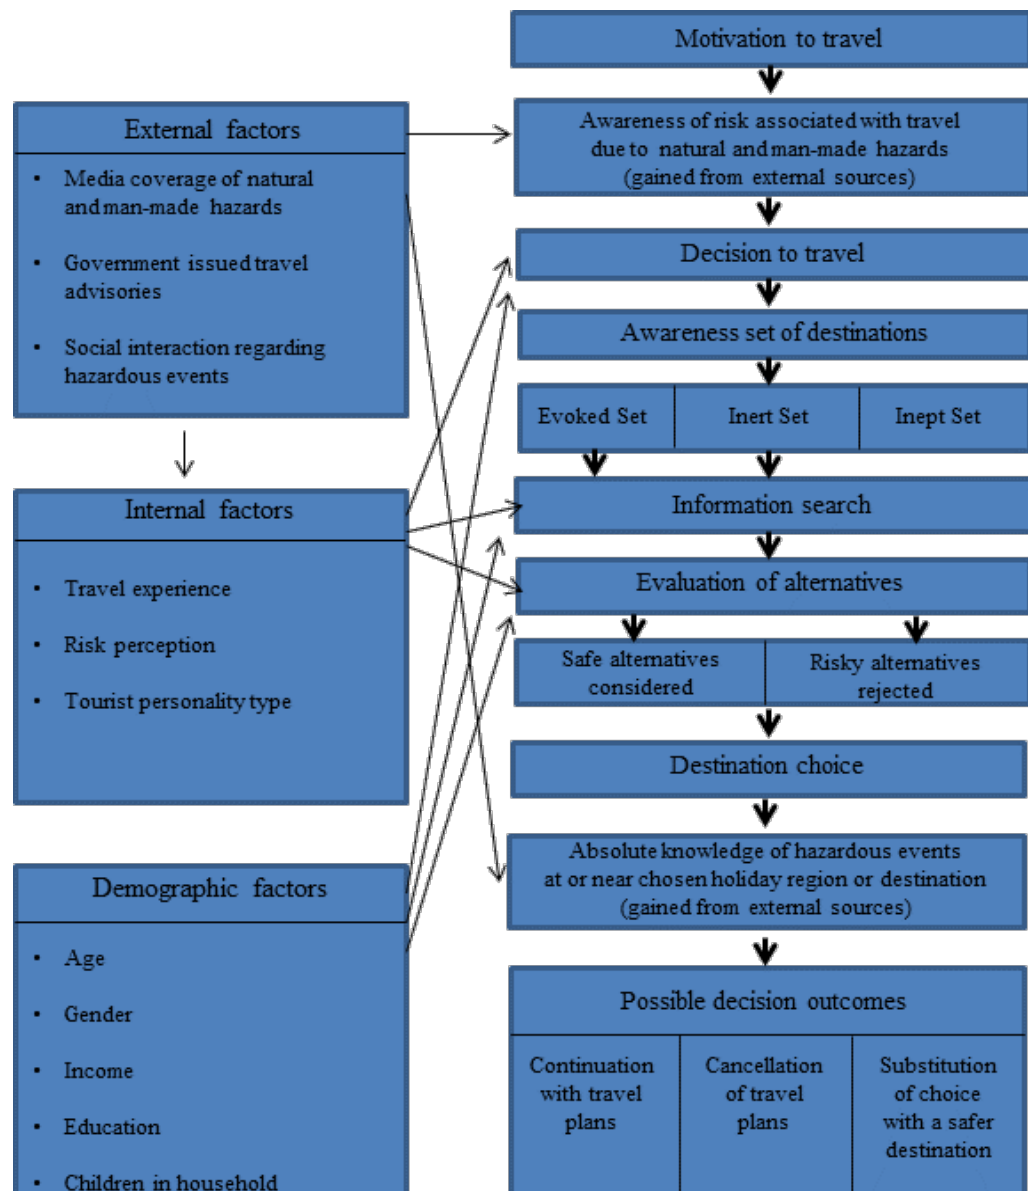 Motivation to travel
External factors
• Media coverage of natural
and man-made hazards
• Government issued travel
advisories
• Social interaction regarding
hazardous events
Internal factors
• Travel experience
• Risk perception
• Tourist personality type
Demographic factors
• Age
• Gender
• Income
• Education
• Children in household
Awareness of risk associated with travel
due to natural and man-made hazards
(gained from external sources)
Decision to travel
Awareness set of destinations
Evoked Set
Inert Set
Inept Set
Information search
Evaluation of alternatives
Safe alternatives
considered
Risky alternatives
rejected
Destination choice
Absolute knowledge of hazardous events
at or near chosen holiday region or destination
(gained from external sources)
Possible decision outcomes
Continuation
with travel
plans
Cancellation
of travel
plans
Substitution
of choice
with a safer
destination